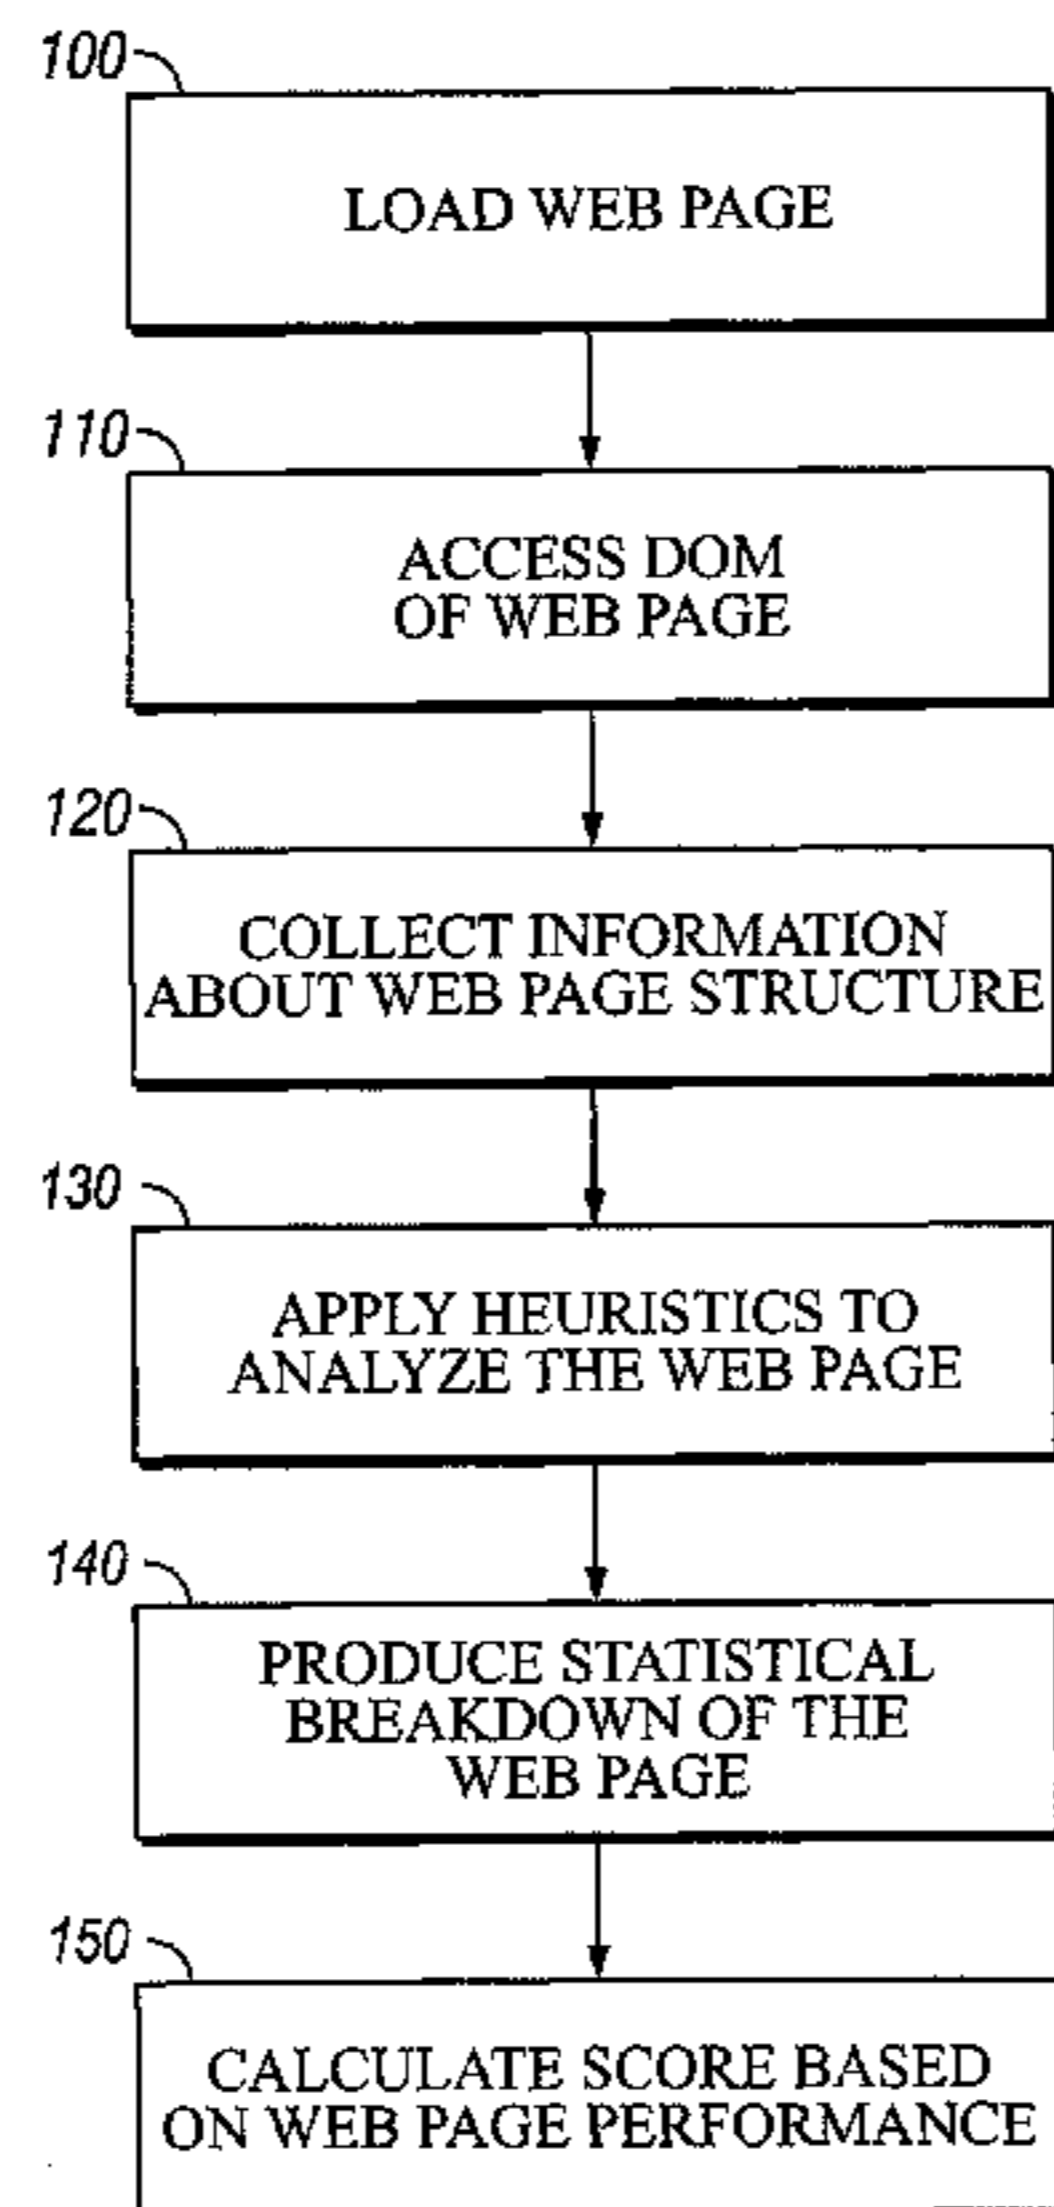 100
LOAD WEB PAGE
110
ACCESS DOM
OF WEB PAGE
120
COLLECT INFORMATION
ABOUT WEB PAGE STRUCTURE
130
APPLY HEURISTICS TO
ANALYZE THE WEB PAGE
140
PRODUCE STATISTICAL
BREAKDOWN OF THE
WEB PAGE
150
CALCULATE SCORE BASED
ON WEB PAGE PERFORMANCE